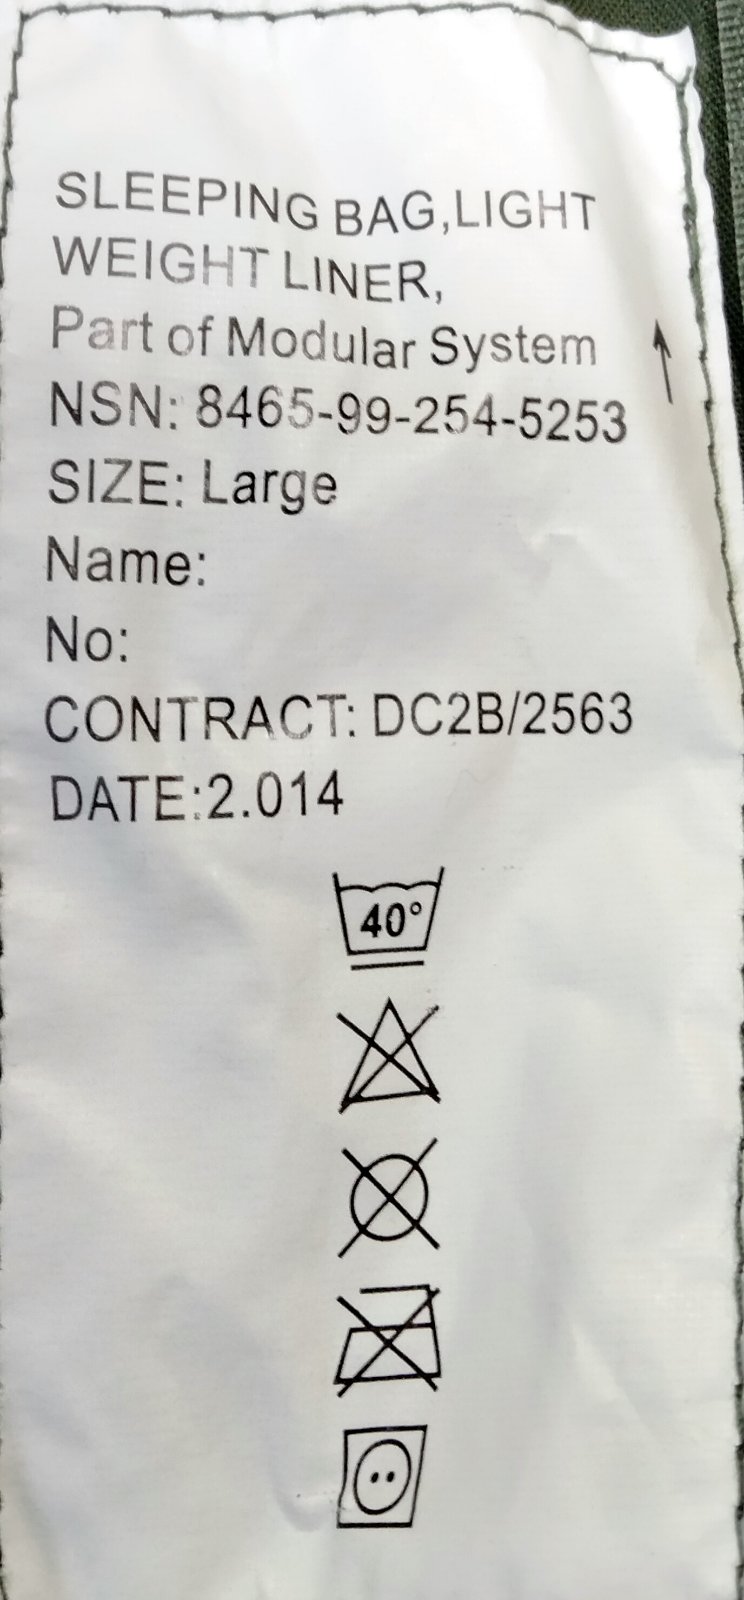 SLEEPING BAG,LIGHT
WEIGHT LINER,
Part of Modular System
NSN: 8465-99-254-5253
SIZE: Large
Name:
No:
CONTRACT: DC2B/2563
DATE:2.014
40°